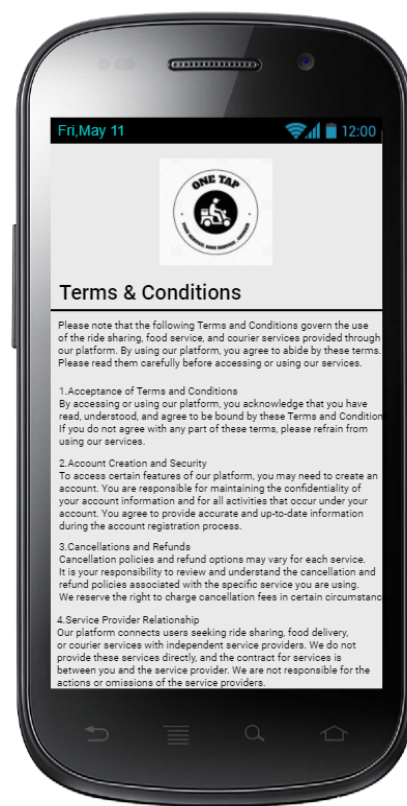 Fri,May 11
12:00
ONE TAP
Terms & Conditions
Please note that the following Terms and Conditions govern the use
of the ride sharing, food service, and courier services provided through
our platform. By using our platform, you agree to abide by these terms.
Please read them carefully before accessing or using our services.
1.Acceptance of Terms and Conditions
By accessing or using our platform, you acknowledge that you have
read, understood, and agree to be bound by these Terms and Condition
If you do not agree with any part of these terms, please refrain from
using our services.
2.Account Creation and Security
To access certain features of our platform, you may need to create an
account. You are responsible for maintaining the confidentiality of
your account information and for all activities that occur under your
account. You agree to provide accurate and up-to-date information
during the account registration process.
3.Cancellations and Refunds
Cancellation policies and refund options may vary for each service.
It is your responsibility to review and understand the cancellation and
refund policies associated with the specific service you are using.
We reserve the right to charge cancellation fees in certain circumstanc
4.Service Provider Relationship
Our platform connects users seeking ride sharing, food delivery,
or courier services with independent service providers. We do not
provide these services directly, and the contract for services is
between you and the service provider. We are not responsible for the
actions or omissions of the service providers.